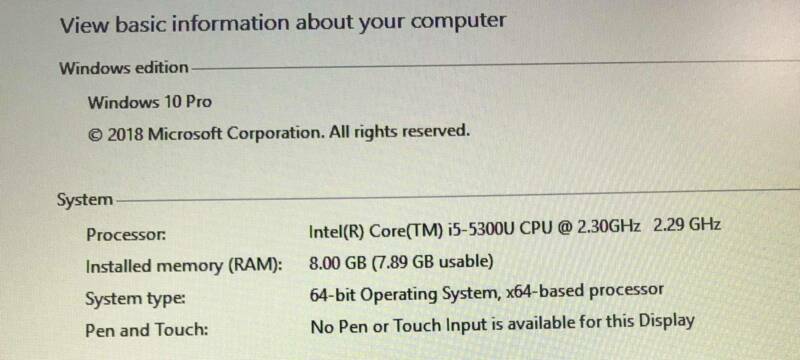 View basic information about your computer
Windows edition
Windows 10 Pro
© 2018 Microsoft Corporation. All rights reserved.
System
Processor: Intel(R) Core(TM) i5-5300U CPU @ 2.30GHz 2.29 GHz
Installed memory (RAM): 8.00 GB (7.89 GB usable)
System type: 64-bit Operating System, x64-based processor
Pen and Touch: No Pen or Touch Input is available for this Display